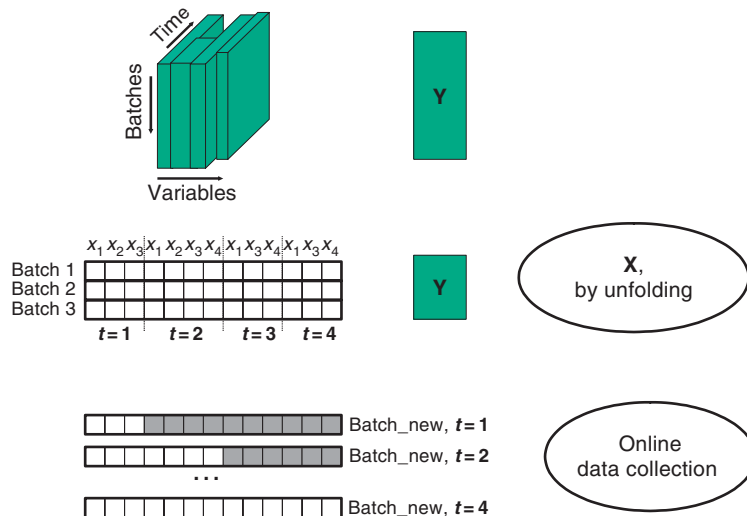 Time
Batches
Variables
Y
x1 x2 x3 x1 x2 x3 x4 x1 x3 x4 x1 x3 x4
Batch 1
Batch 2
Batch 3
t = 1 t = 2 t = 3 t = 4
Y
X,
by unfolding
Batch_new, t = 1
Batch_new, t = 2
...
Batch_new, t = 4
Online
data collection